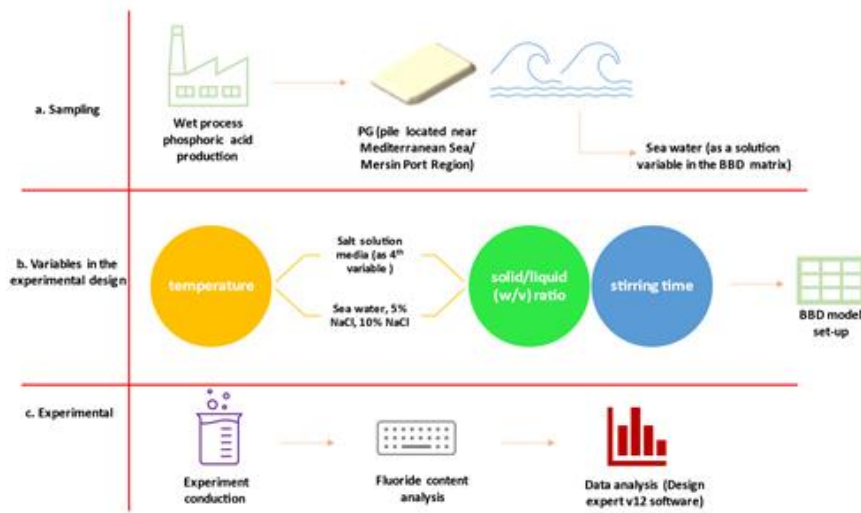 a. Sampling
Wet process
phosphoric acid
production
PG (pile located near
Mediterranean Sea/
Mersin Port Region)
Sea water (as a solution
variable in the BBD matrix)
b. Variables in the
experimental design
temperature
Salt solution
media (as 4th
variable )
Sea water, 5%
NaCl, 10% NaCl
solid/liquid
(w/v) ratio
stirring time
BBD model
set-up
c. Experimental
Experiment
conduction
Fluoride content
analysis
Data analysis (Design
expert v12 software)